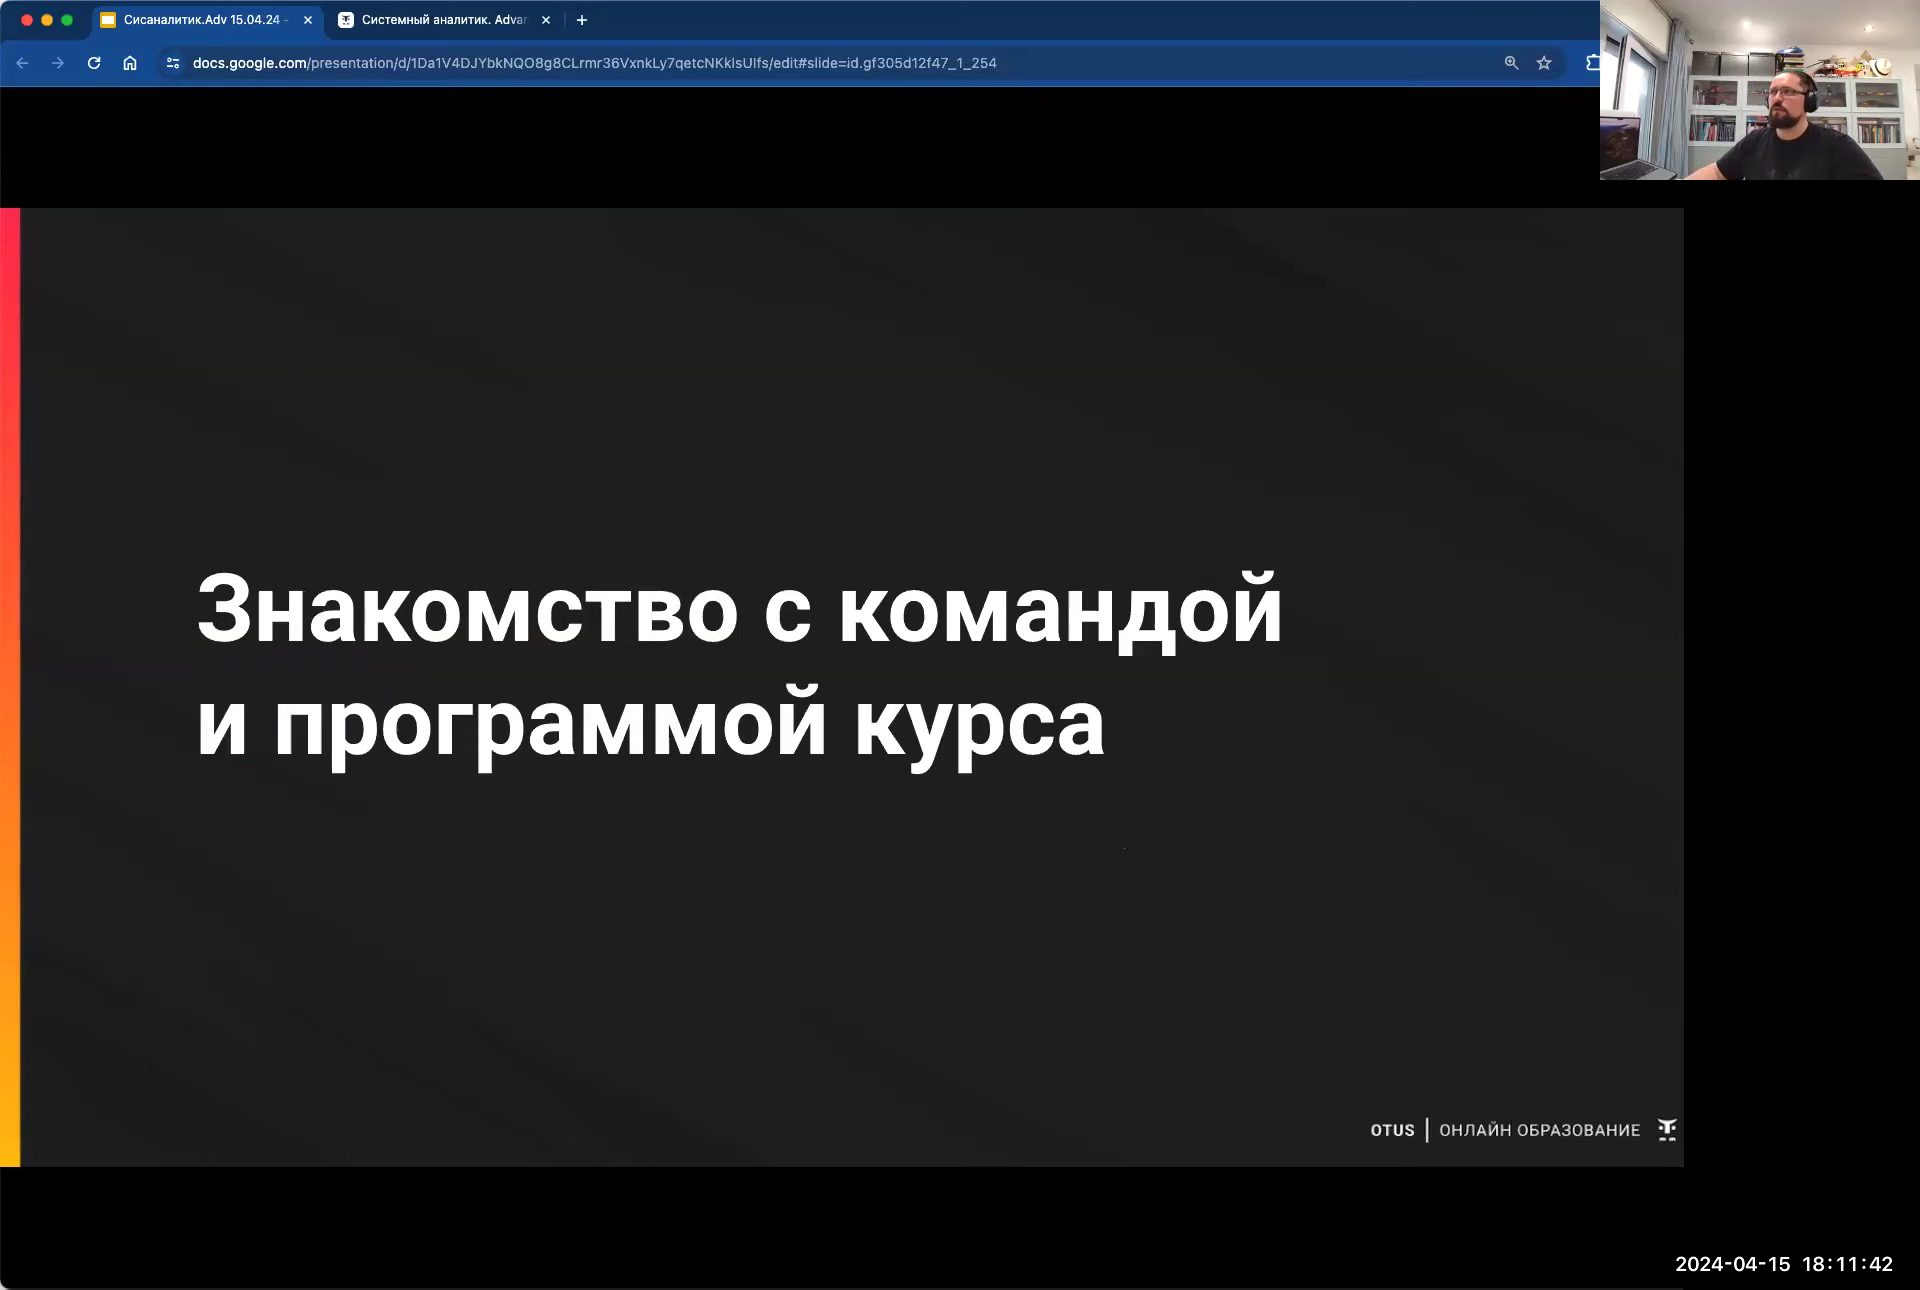 Сисаналитик.Adv 15.04.24 -
Системный аналитик. Advan
docs.google.com/presentation/d/1Da1V4DJYbkNQO8g8CLrmr36VxnkLy7qetcNKklsUlfs/edit#slide=id.gf305d12f47_1_254
Знакомство с командой
и программой курса
OTUS | ОНЛАЙН ОБРАЗОВАНИЕ
2024-04-15 18:11:42